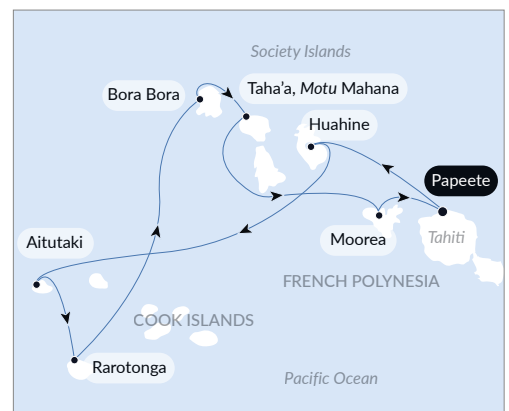 Society Islands
Bora Bora
Taha'a, Motu Mahana
Huahine
Papeete
Aitutaki
Moorea
Tahiti
FRENCH POLYNESIA
COOK ISLANDS
Rarotonga
Pacific Ocean